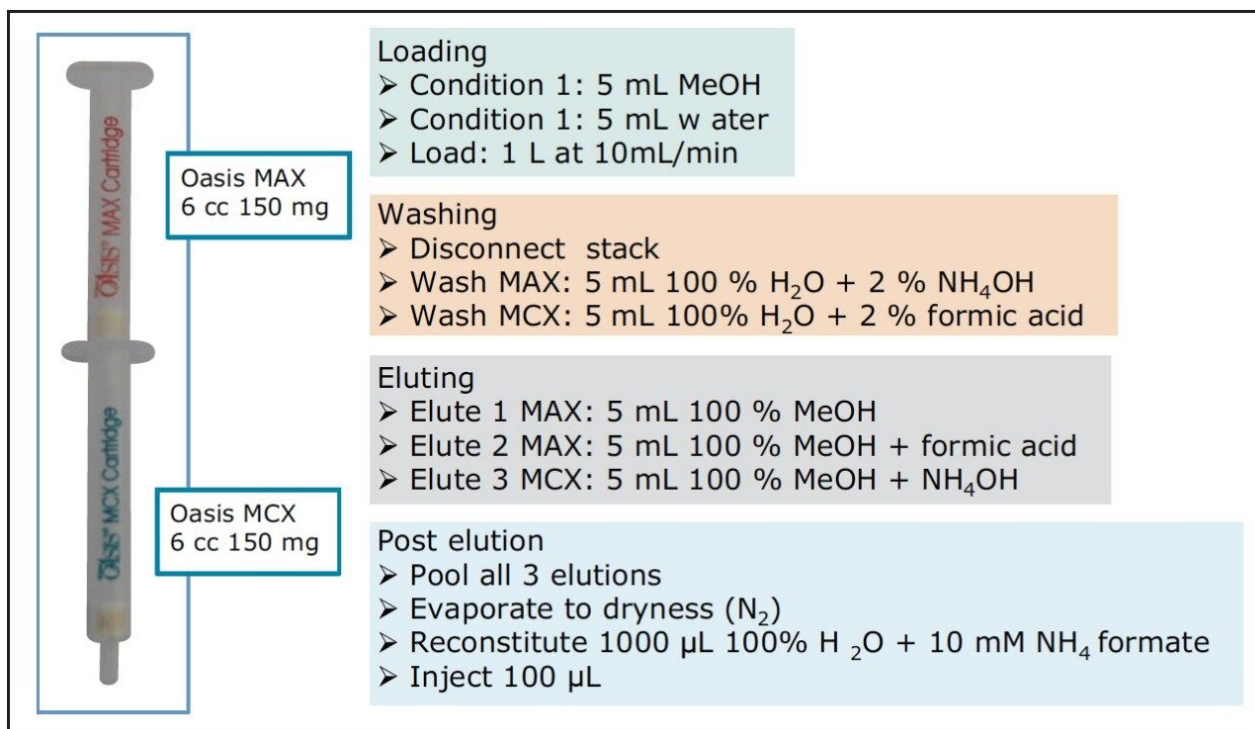 Oasis MAX Cartridge
Oasis MCX Cartridge
Oasis MAX
6 cc 150 mg
Oasis MCX
6 cc 150 mg
Loading
➤ Condition 1: 5 mL MeOH
➤ Condition 1: 5 mL w ater
➤ Load: 1 L at 10mL/min
Washing
➤ Disconnect stack
➤ Wash MAX: 5 mL 100 % H₂O + 2 % NH₄OH
➤ Wash MCX: 5 mL 100% H₂O + 2 % formic acid
Eluting
➤ Elute 1 MAX: 5 mL 100 % MeOH
➤ Elute 2 MAX: 5 mL 100 % MeOH + formic acid
➤ Elute 3 MCX: 5 mL 100 % MeOH + NH₄OH
Post elution
➤ Pool all 3 elutions
➤ Evaporate to dryness (N₂)
➤ Reconstitute 1000 µL 100% H ₂O + 10 mM NH₄ formate
➤ Inject 100 µL